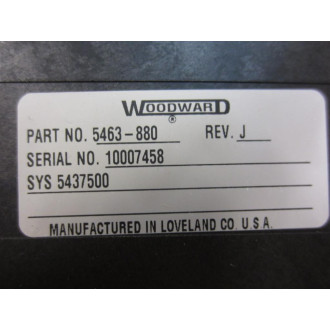 WOODWARD
®
PART NO. 5463-880 REV. J
SERIAL NO. 10007458
SYS 5437500
MANUFACTURED IN LOVELAND CO. U.S.A.